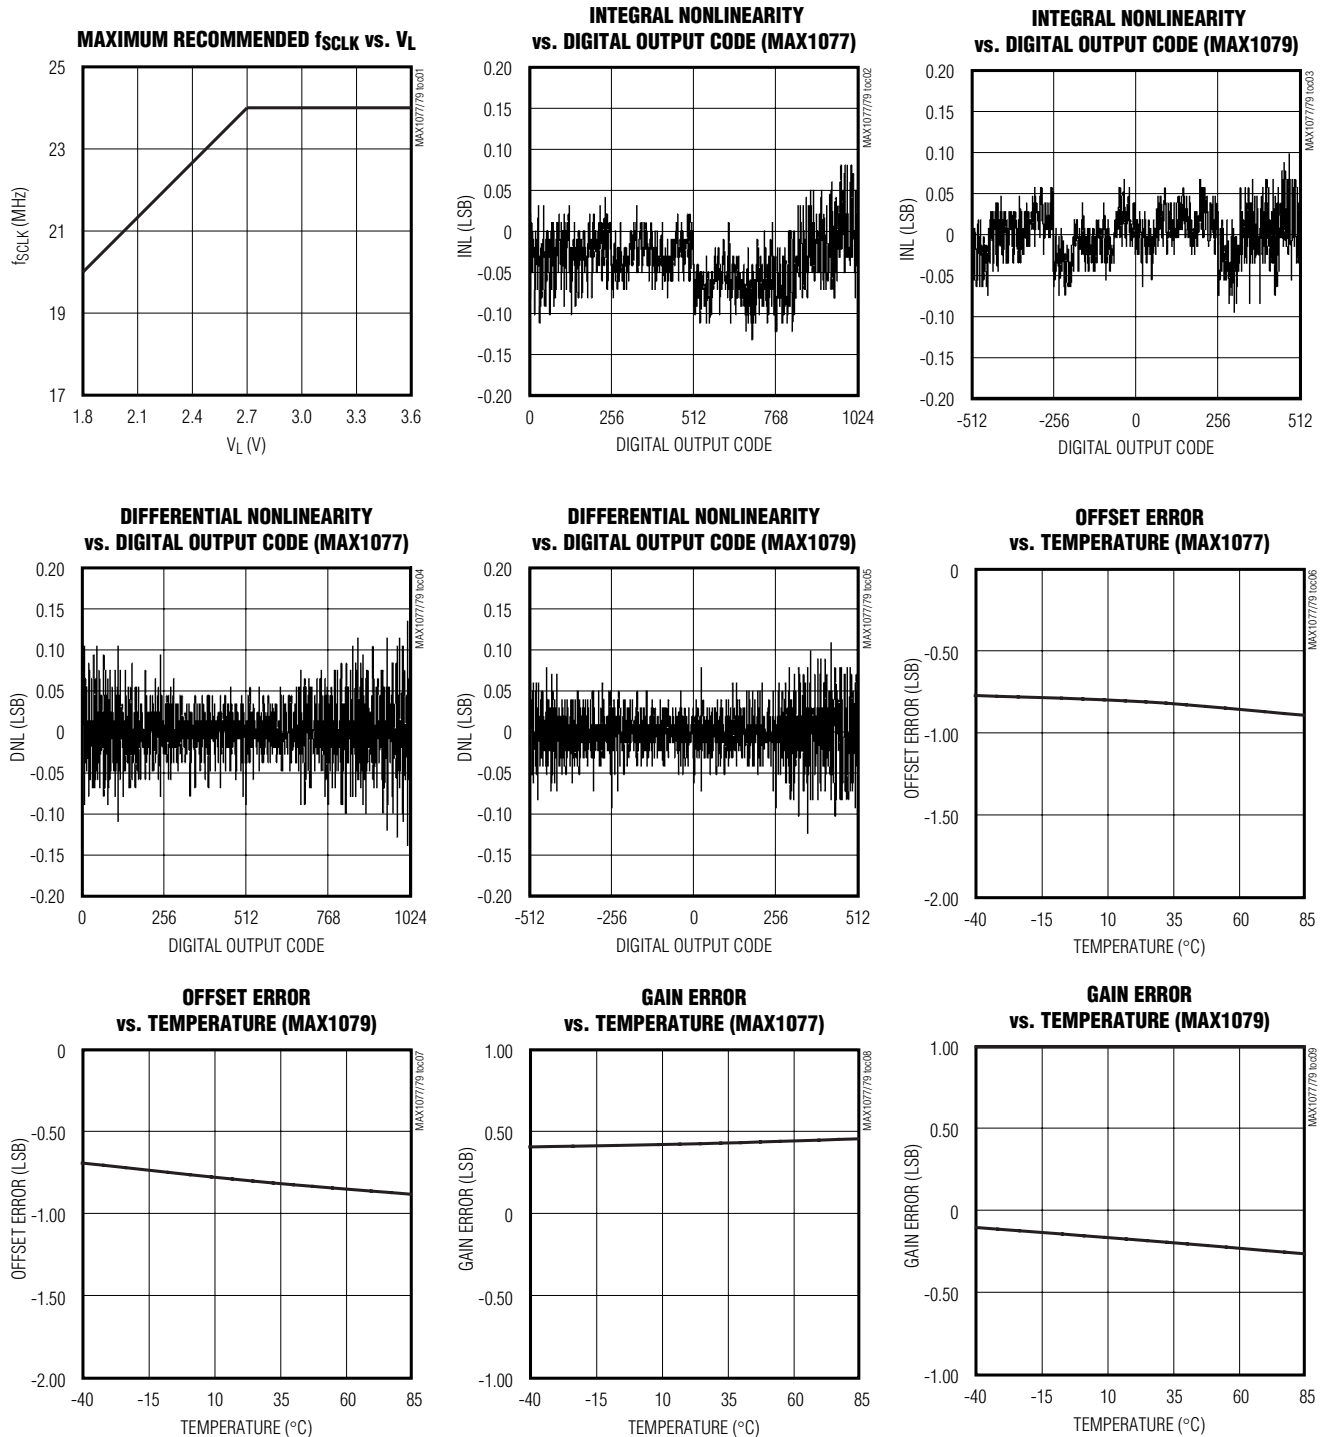 MAXIMUM RECOMMENDED fSCLK vs. VL
25
23
21
19
17
fSCLK (MHz)
1.8 2.1 2.4 2.7 3.0 3.3 3.6
VL (V)
MAX1077/79 toc01
INTEGRAL NONLINEARITY
vs. DIGITAL OUTPUT CODE (MAX1077)
0.20
0.15
0.10
0.05
0
-0.05
-0.10
-0.15
-0.20
INL (LSB)
0 256 512 768 1024
DIGITAL OUTPUT CODE
MAX1077/79 toc02
INTEGRAL NONLINEARITY
vs. DIGITAL OUTPUT CODE (MAX1079)
0.20
0.15
0.10
0.05
0
-0.05
-0.10
-0.15
-0.20
INL (LSB)
-512 -256 0 256 512
DIGITAL OUTPUT CODE
MAX1077/79 toc03
DIFFERENTIAL NONLINEARITY
vs. DIGITAL OUTPUT CODE (MAX1077)
0.20
0.15
0.10
0.05
0
-0.05
-0.10
-0.15
-0.20
DNL (LSB)
0 256 512 768 1024
DIGITAL OUTPUT CODE
MAX1077/79 toc04
DIFFERENTIAL NONLINEARITY
vs. DIGITAL OUTPUT CODE (MAX1079)
0.20
0.15
0.10
0.05
0
-0.05
-0.10
-0.15
-0.20
DNL (LSB)
-512 -256 0 256 512
DIGITAL OUTPUT CODE
MAX1077/79 toc05
OFFSET ERROR
vs. TEMPERATURE (MAX1077)
0
-0.50
-1.00
-1.50
-2.00
OFFSET ERROR (LSB)
-40 -15 10 35 60 85
TEMPERATURE (°C)
MAX1077/79 toc06
OFFSET ERROR
vs. TEMPERATURE (MAX1079)
0
-0.50
-1.00
-1.50
-2.00
OFFSET ERROR (LSB)
-40 -15 10 35 60 85
TEMPERATURE (°C)
MAX1077/79 toc07
GAIN ERROR
vs. TEMPERATURE (MAX1077)
1.00
0.50
0
-0.50
-1.00
GAIN ERROR (LSB)
-40 -15 10 35 60 85
TEMPERATURE (°C)
MAX1077/79 toc08
GAIN ERROR
vs. TEMPERATURE (MAX1079)
1.00
0.50
0
-0.50
-1.00
GAIN ERROR (LSB)
-40 -15 10 35 60 85
TEMPERATURE (°C)
MAX1077/79 toc09